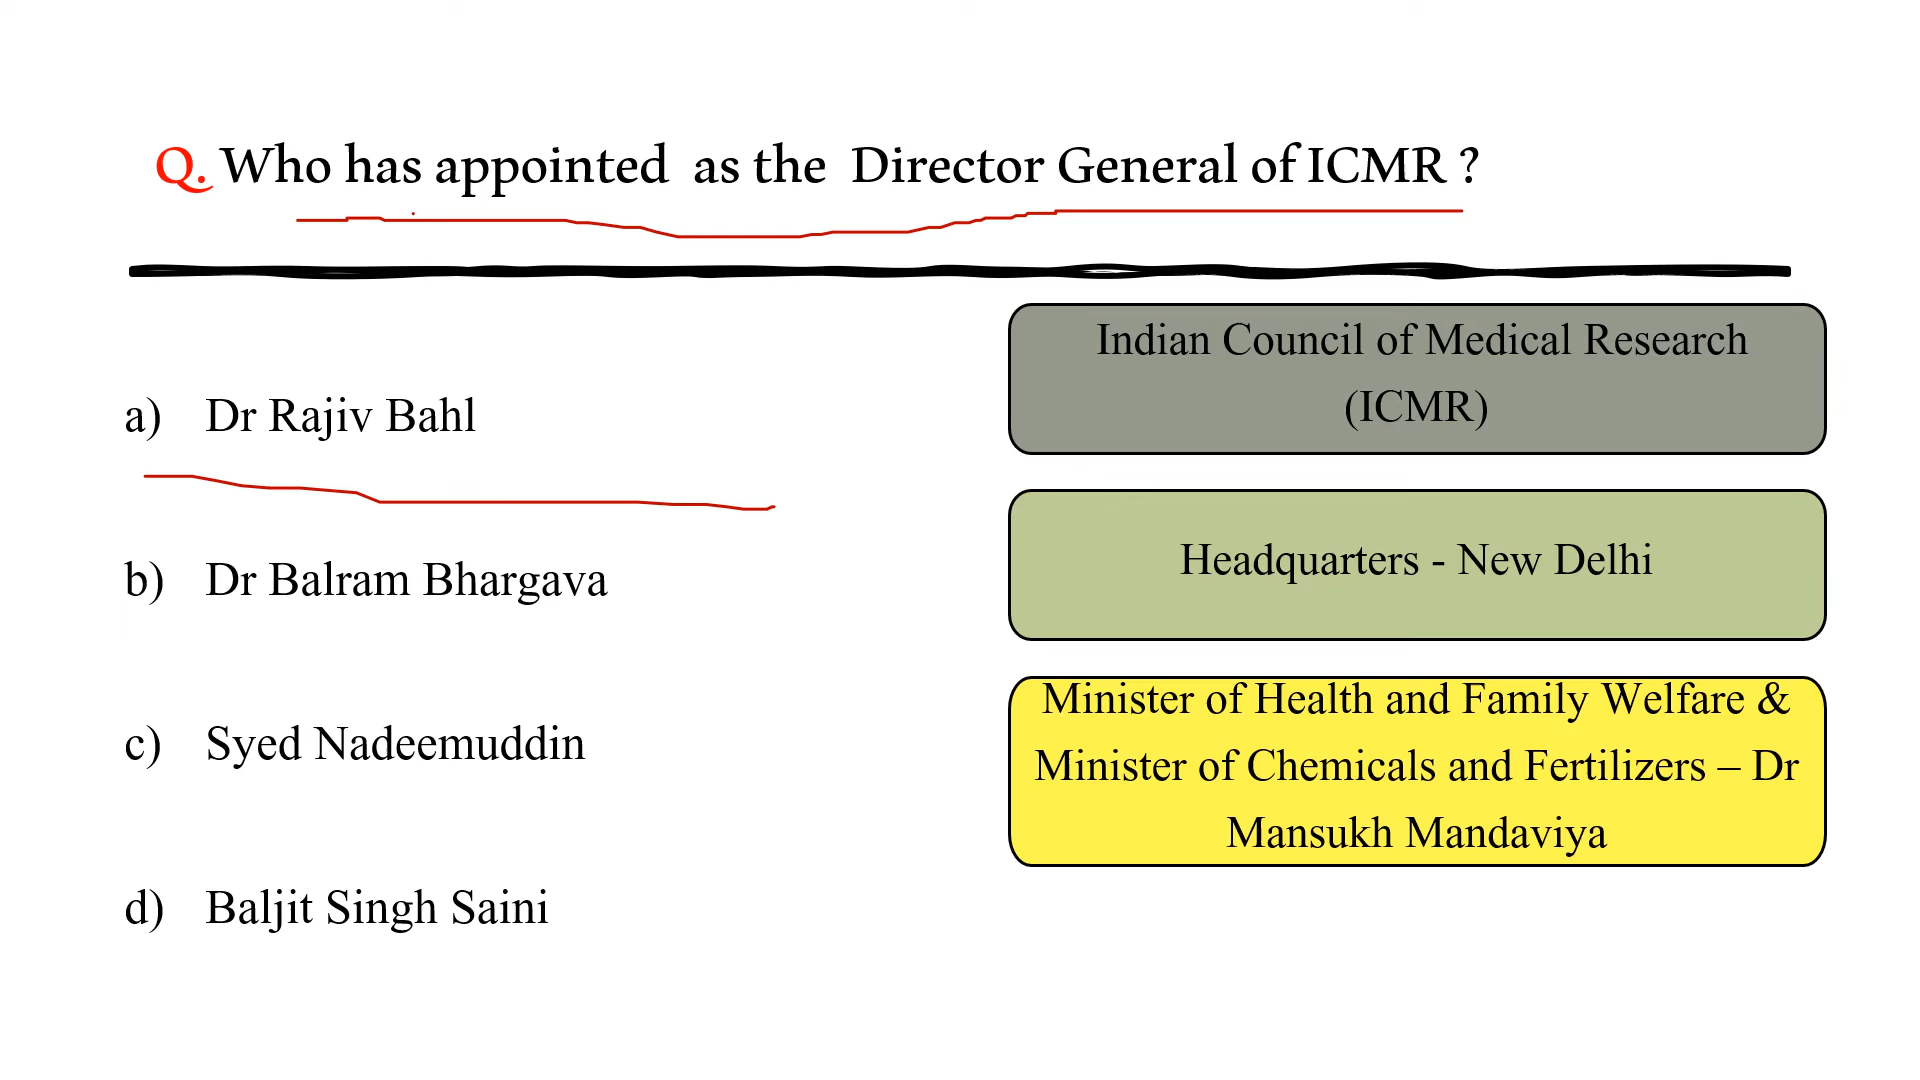 Q. Who has appointed as the Director General of ICMR ?
a) Dr Rajiv Bahl
b) Dr Balram Bhargava
c) Syed Nadeemuddin
d) Baljit Singh Saini
Indian Council of Medical Research
(ICMR)
Headquarters - New Delhi
Minister of Health and Family Welfare &
Minister of Chemicals and Fertilizers – Dr
Mansukh Mandaviya